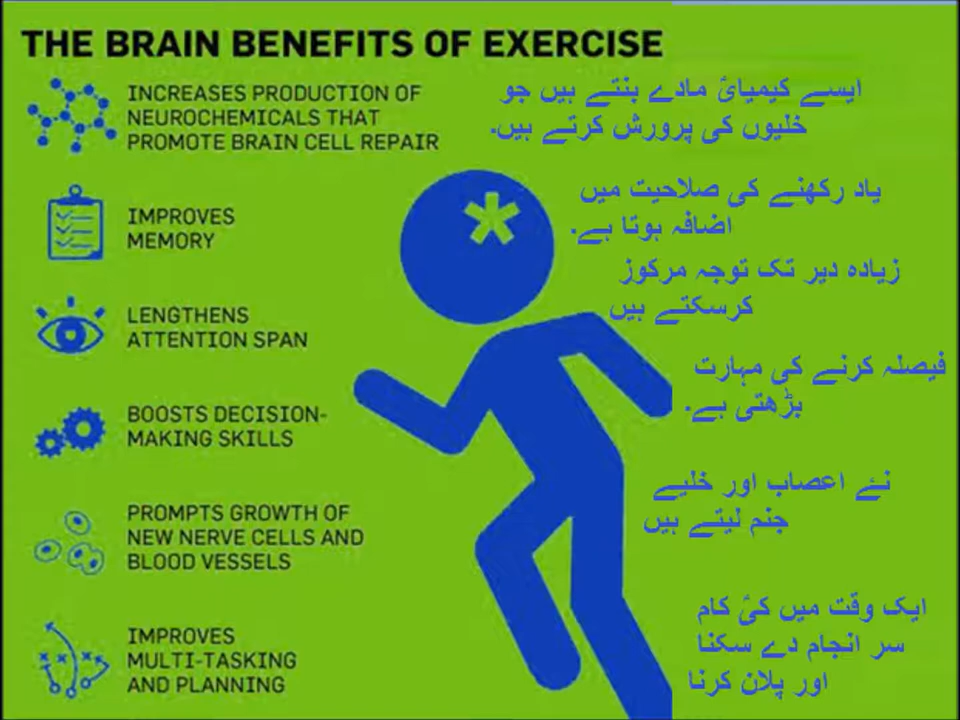 THE BRAIN BENEFITS OF EXERCISE
INCREASES PRODUCTION OF
NEUROCHEMICALS THAT
PROMOTE BRAIN CELL REPAIR
ایسے کیمیائ مادے بنتے ہیں جو
خلیوں کی پرورش کرتے ہیں۔
IMPROVES
MEMORY
یاد رکھنے کی صلاحیت میں
اضافہ ہوتا ہے۔
LENGTHENS
ATTENTION SPAN
زیادہ دیر تک توجہ مرکوز
کرسکتے ہیں
BOOSTS DECISION-
MAKING SKILLS
فیصلہ کرنے کی مہارت
بڑھتی ہے۔
PROMPTS GROWTH OF
NEW NERVE CELLS AND
BLOOD VESSELS
نئے اعصاب اور خلیے
جنم لیتے ہیں
IMPROVES
MULTI-TASKING
AND PLANNING
ایک وقت میں کئ کام
سر انجام دے سکنا
اور پلان کرنا